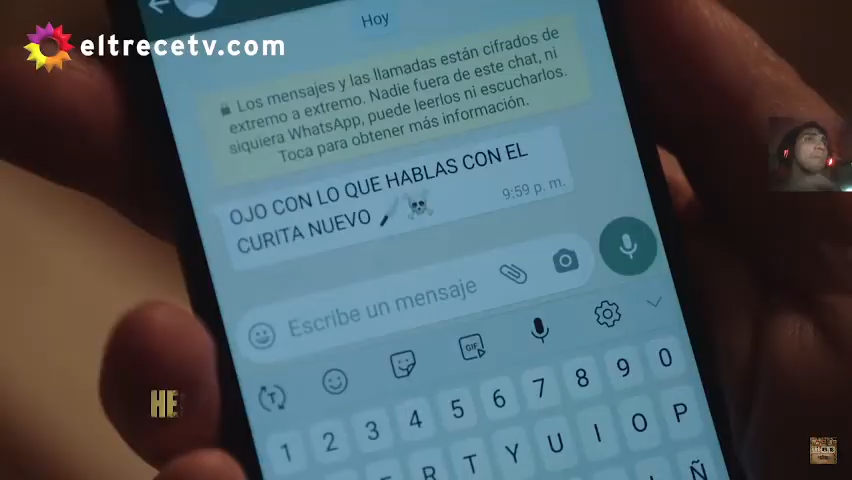 eltrecetv.com
Hoy
Los mensajes y las llamadas están cifrados de
extremo a extremo. Nadie fuera de este chat, ni
siquiera WhatsApp, puede leerlos ni escucharlos.
Toca para obtener más información.
OJO CON LO QUE HABLAS CON EL
CURITA NUEVO 🔪☠️
9:59 p. m.
Escribe un mensaje
GIF
T
1 2 3 4 5 6 7 8 9 0
R T Y U I O P
Ñ
HE